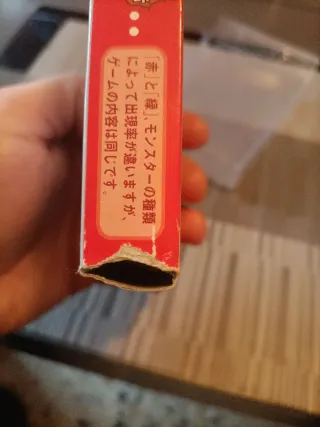 「赤」と「緑」、モンスターの種類
によって出現率が違いますが、
ゲームの内容は同じです。